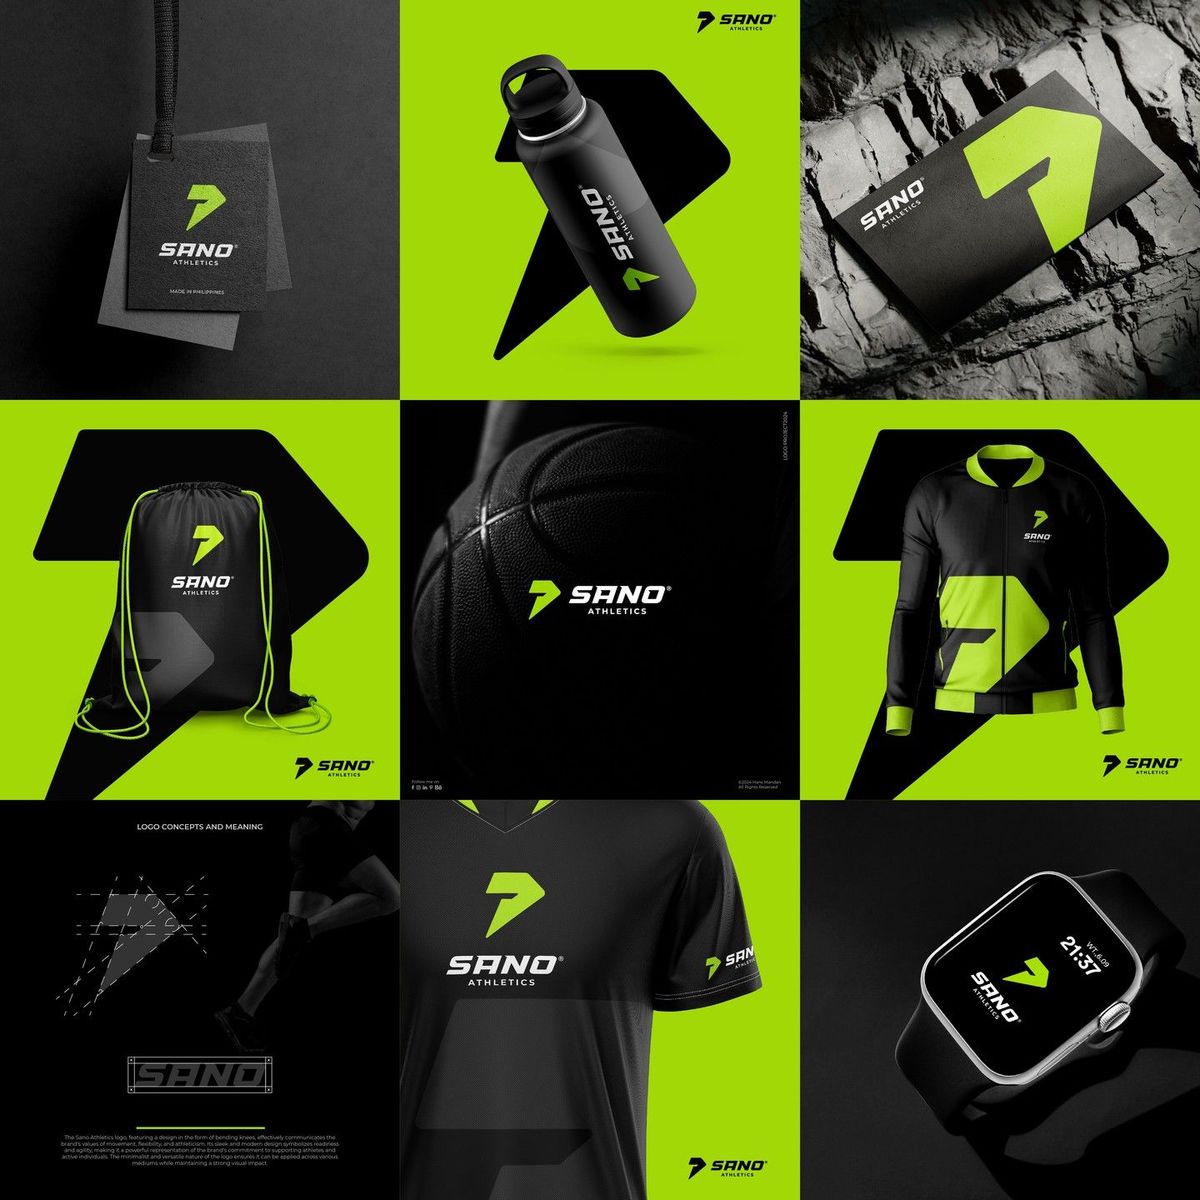 SANO®
ATHLETICS
MADE IN PHILIPPINES
SANO®
ATHLETICS
SANO®
ATHLETICS
SANO®
ATHLETICS
SANO®
ATHLETICS
SANO®
ATHLETICS
LOGO PROJECT2024
SANO®
ATHLETICS
Follow me on
©2024 Hans Mandan
All Rights Reserved
SANO®
ATHLETICS
SANO®
ATHLETICS
LOGO CONCEPTS AND MEANING
SANO
The Sano Athletics logo, featuring a design in the form of bending knees, effectively communicates the
brand's values of movement, flexibility, and athleticism. Its sleek and modern design symbolizes readiness
and agility, making it a powerful representation of the brand's commitment to supporting athletes and
active individuals. The minimalist and versatile nature of the logo ensures it can be applied across various
mediums while maintaining a strong visual impact.
SANO®
ATHLETICS
SANO®
ATHLETICS
WT.,6.09
21:37
SANO®
ATHLETICS